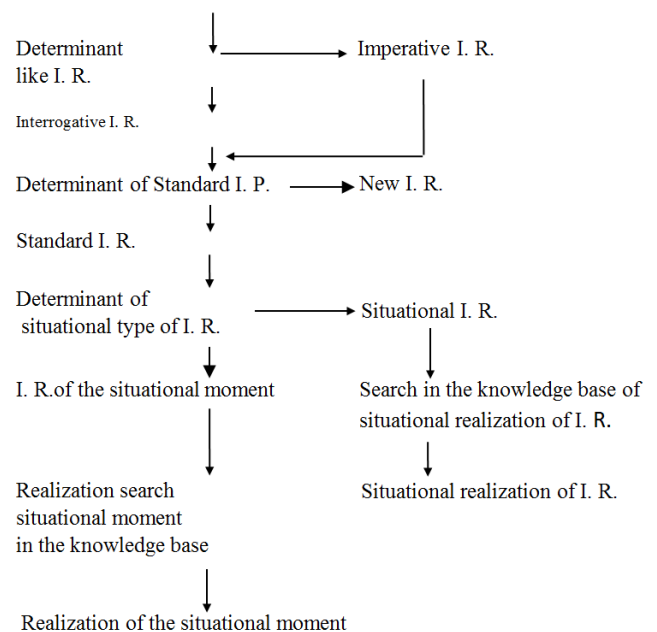 Determinant
like I. R.
Imperative I. R.
Interrogative I. R.
Determinant of Standard I. P.
New I. R.
Standard I. R.
Determinant of
situational type of I. R.
Situational I. R.
I. R.of the situational moment
Search in the knowledge base of
situational realization of I. R.
Realization search
situational moment
in the knowledge base
Situational realization of I. R.
Realization of the situational moment